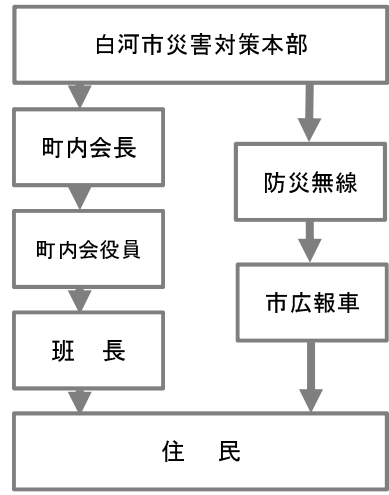 白河市災害対策本部
町内会長
町内会役員
班　長
防災無線
市広報車
住　民